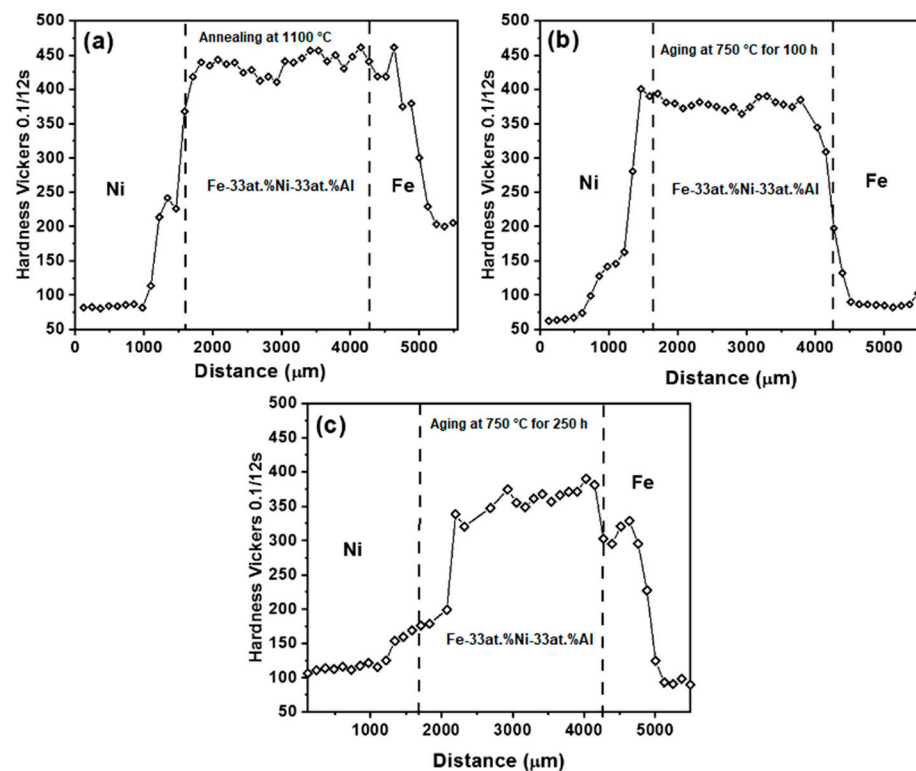 (a)
Annealing at 1100 °C
Ni
Fe-33at.%Ni-33at.%Al
Fe
Hardness Vickers 0.1/12s
500
450
400
350
300
250
200
150
100
50
0 1000 2000 3000 4000 5000
Distance (μm)
(b)
Aging at 750 °C for 100 h
Ni
Fe-33at.%Ni-33at.%Al
Fe
Hardness Vickers 0.1/12s
500
450
400
350
300
250
200
150
100
50
0 1000 2000 3000 4000 5000
Distance (μm)
(c)
Aging at 750 °C for 250 h
Ni
Fe-33at.%Ni-33at.%Al
Fe
Hardness Vickers 0.1/12s
500
450
400
350
300
250
200
150
100
50
1000 2000 3000 4000 5000
Distance (μm)